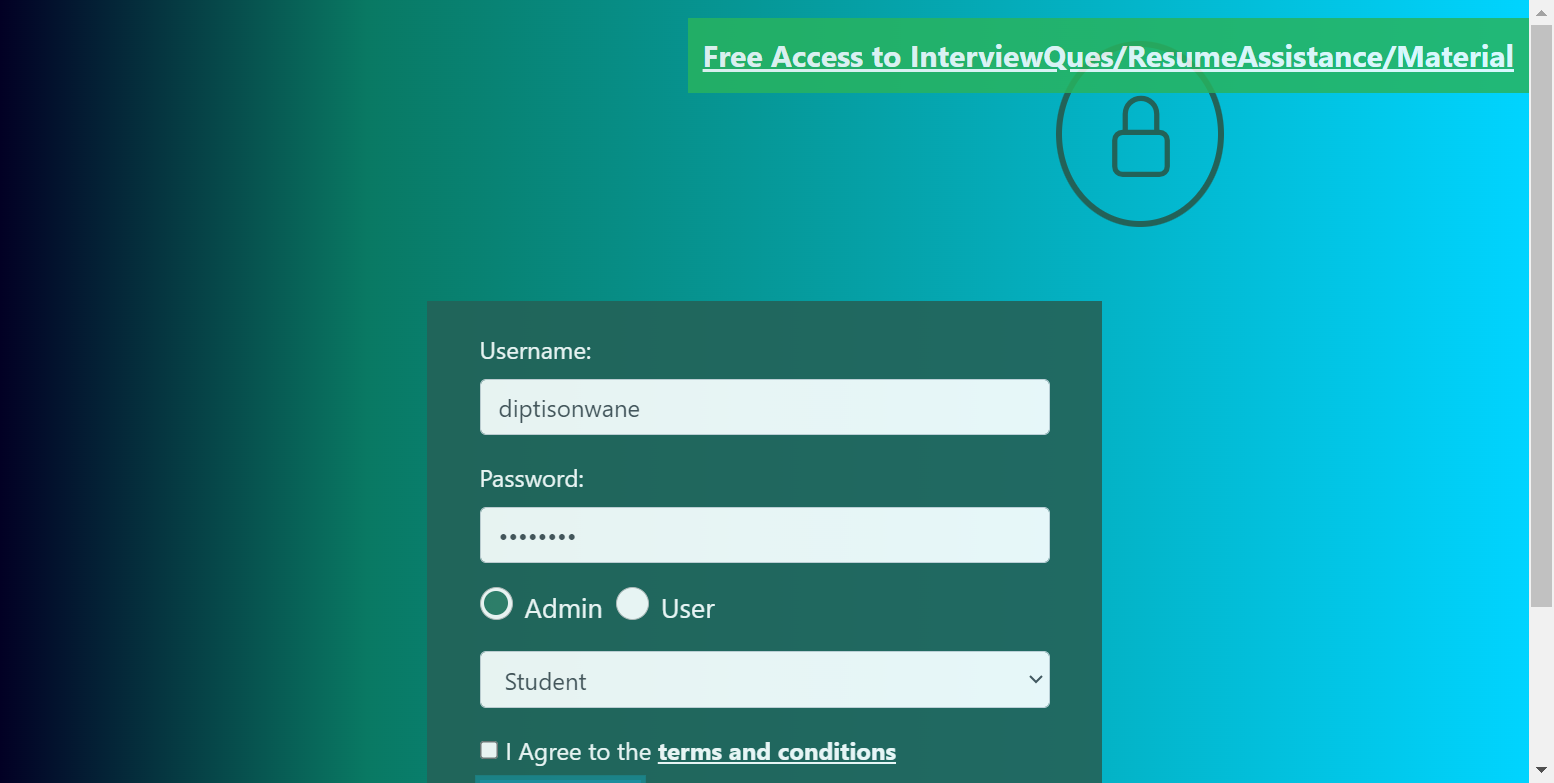 Free Access to InterviewQues/ResumeAssistance/Material
Username:
diptisonwane
Password:
••••••••
Admin User
Student
I Agree to the terms and conditions